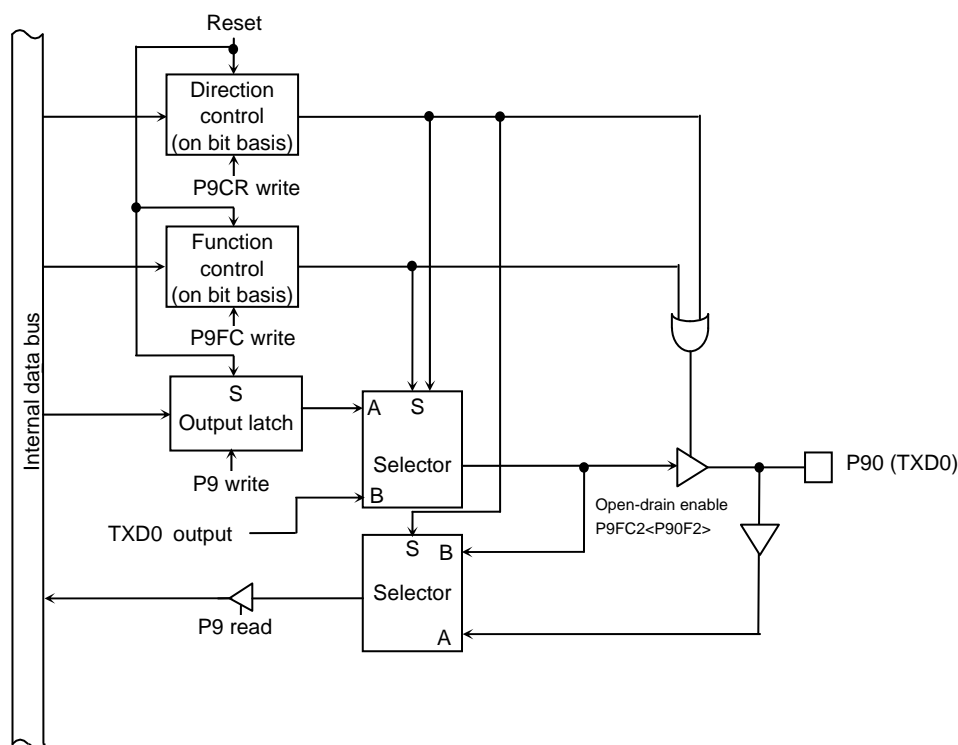 Reset
Direction
control
(on bit basis)
P9CR write
Function
control
(on bit basis)
P9FC write
Internal data bus
S
Output latch
P9 write
A
S
Selector
B
TXD0 output
P90 (TXD0)
Open-drain enable
P9FC2<P90F2>
S
B
Selector
A
P9 read